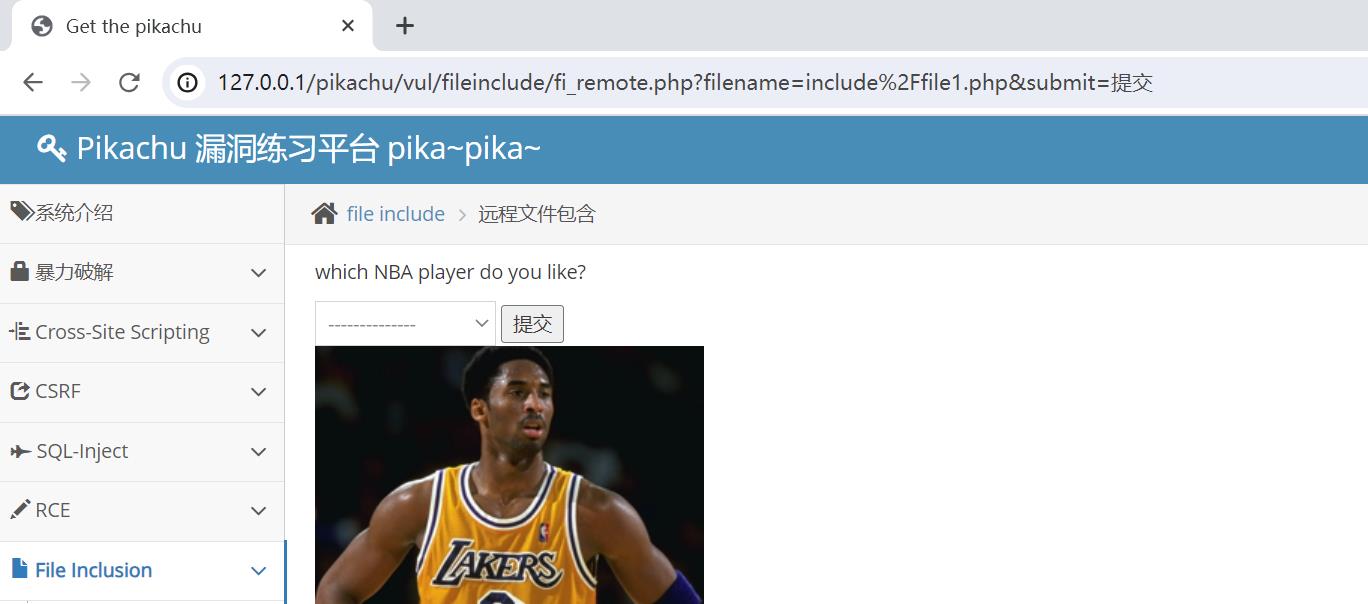 Get the pikachu
127.0.0.1/pikachu/vul/fileinclude/fi_remote.php?filename=include%2Ffile1.php&submit=提交
Pikachu 漏洞练习平台 pika~pika~
系统介绍
暴力破解
Cross-Site Scripting
CSRF
SQL-Inject
RCE
File Inclusion
file include > 远程文件包含
which NBA player do you like?
--------------
提交
LAKERS